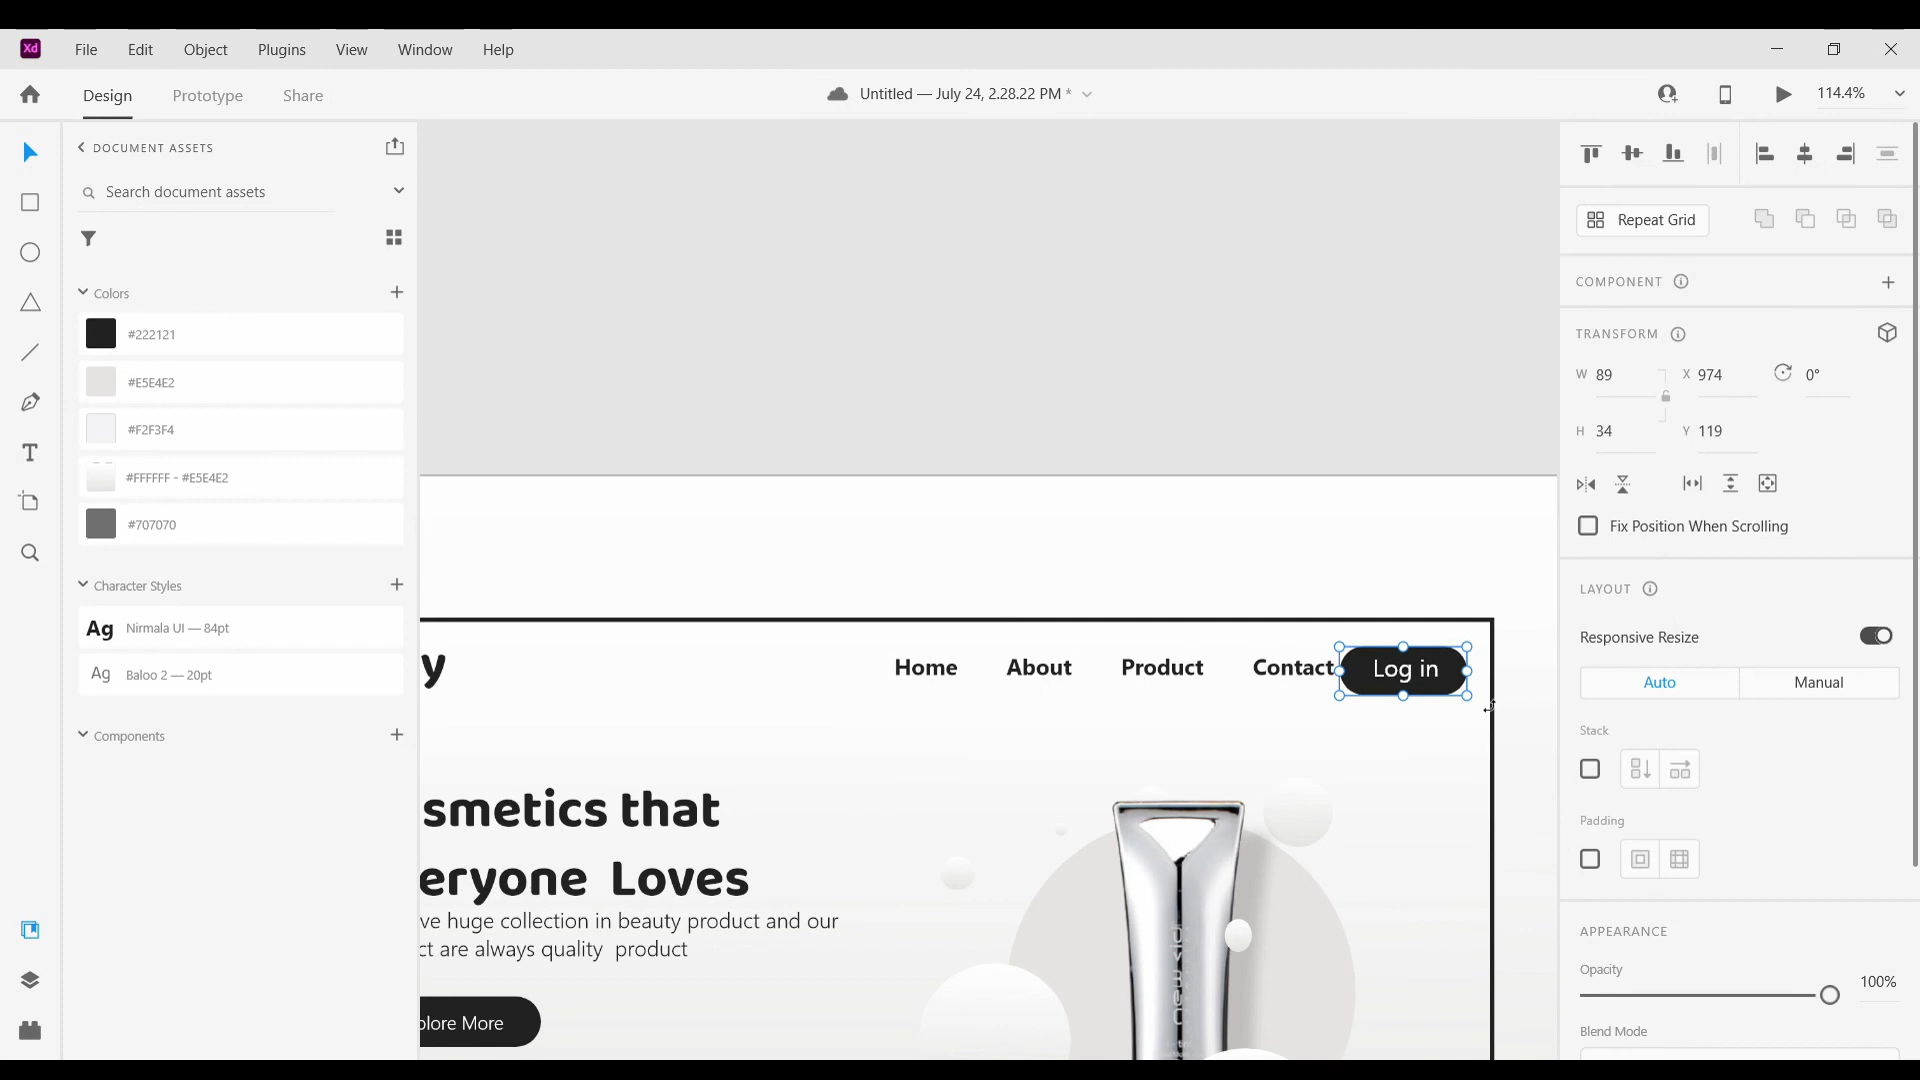 Xd File Edit Object Plugins View Window Help
Design Prototype Share Untitled — July 24, 2.28.22 PM * 114.4%
DOCUMENT ASSETS
Search document assets
Colors
#222121
#E5E4E2
#F2F3F4
#FFFFFF - #E5E4E2
#707070
Character Styles
Ag Nirmala UI — 84pt
Ag Baloo 2 — 20pt
Components
y Home About Product Contact Log in
smetics that
eryone Loves
ve huge collection in beauty product and our
ct are always quality product
plore More
Repeat Grid
COMPONENT
TRANSFORM
W 89 X 974 0°
H 34 Y 119
Fix Position When Scrolling
LAYOUT
Responsive Resize
Auto Manual
Stack
Padding
APPEARANCE
Opacity
100%
Blend Mode